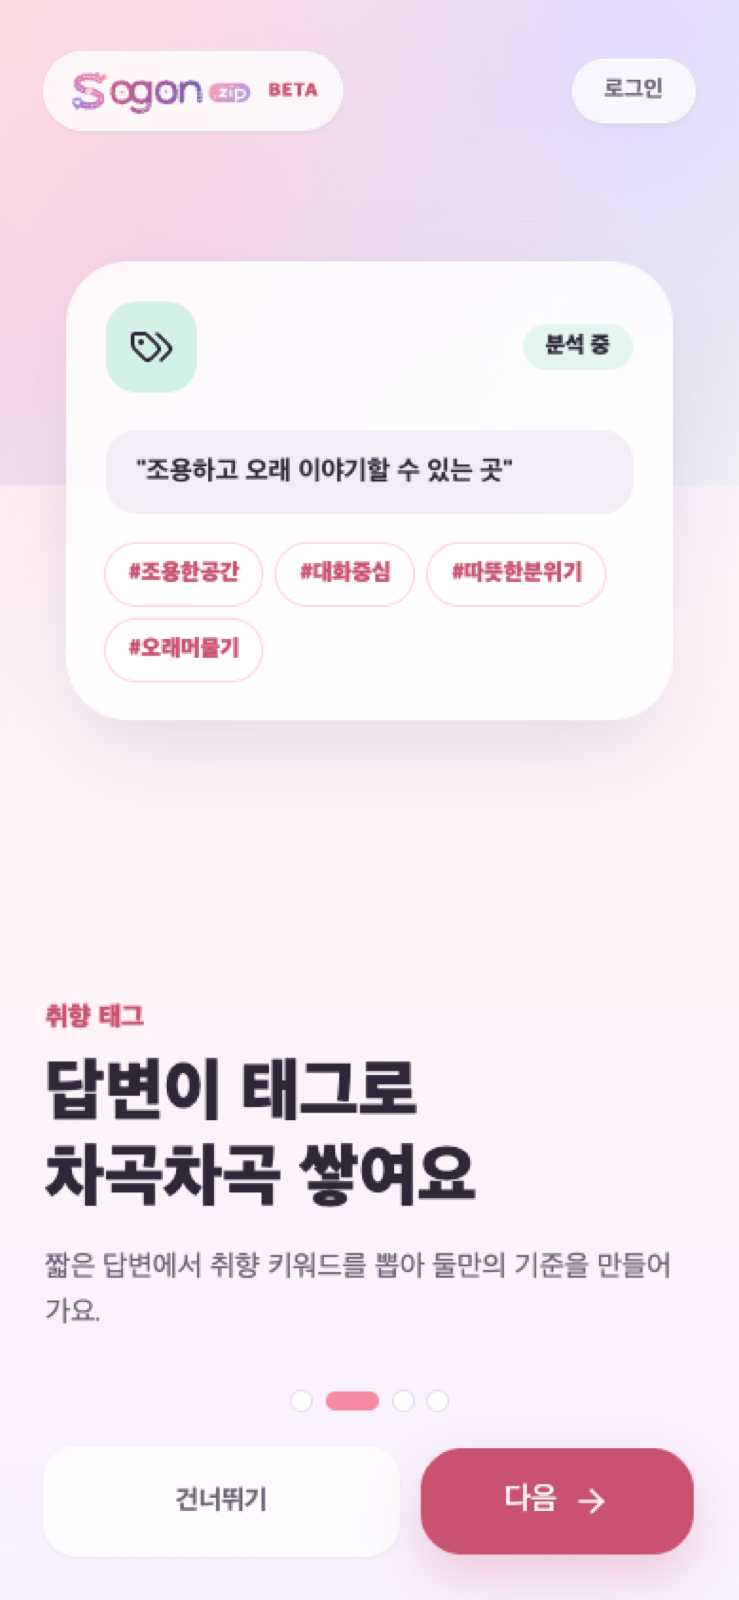 Sogon .zip BETA
로그인
분석 중
"조용하고 오래 이야기할 수 있는 곳"
#조용한공간 #대화중심 #따뜻한분위기
#오래머물기
취향 태그
답변이 태그로
차곡차곡 쌓여요
짧은 답변에서 취향 키워드를 뽑아 둘만의 기준을 만들어
가요.
건너뛰기
다음